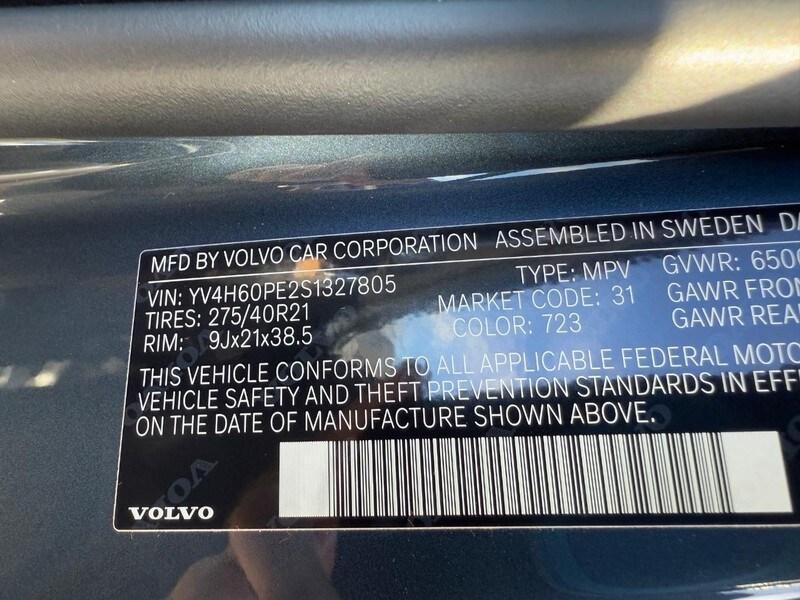 MFD BY VOLVO CAR CORPORATION ASSEMBLED IN SWEDEN
VIN: YV4H60PE2S1327805 TYPE: MPV GVWR:
TIRES: 275/40R21 MARKET CODE: 31 GAWR
RIM: 9Jx21x38.5 COLOR: 723 GAWR
THIS VEHICLE CONFORMS TO ALL APPLICABLE FEDERAL
VEHICLE SAFETY AND THEFT PREVENTION STANDARDS IN
ON THE DATE OF MANUFACTURE SHOWN ABOVE.
VOLVO